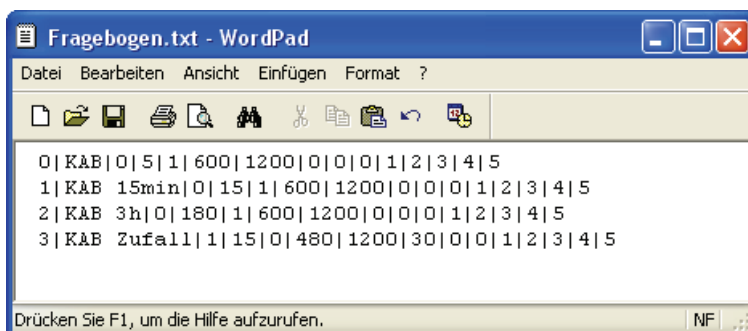 Fragebogen.txt - WordPad
Datei Bearbeiten Ansicht Einfügen Format ?
0|KAB|0|5|1|600|1200|0|0|0|1|2|3|4|5
1|KAB 15min|0|15|1|600|1200|0|0|0|1|2|3|4|5
2|KAB 3h|0|180|1|600|1200|0|0|0|1|2|3|4|5
3|KAB Zufall|1|15|0|480|1200|30|0|0|1|2|3|4|5
Drücken Sie F1, um die Hilfe aufzurufen. NF